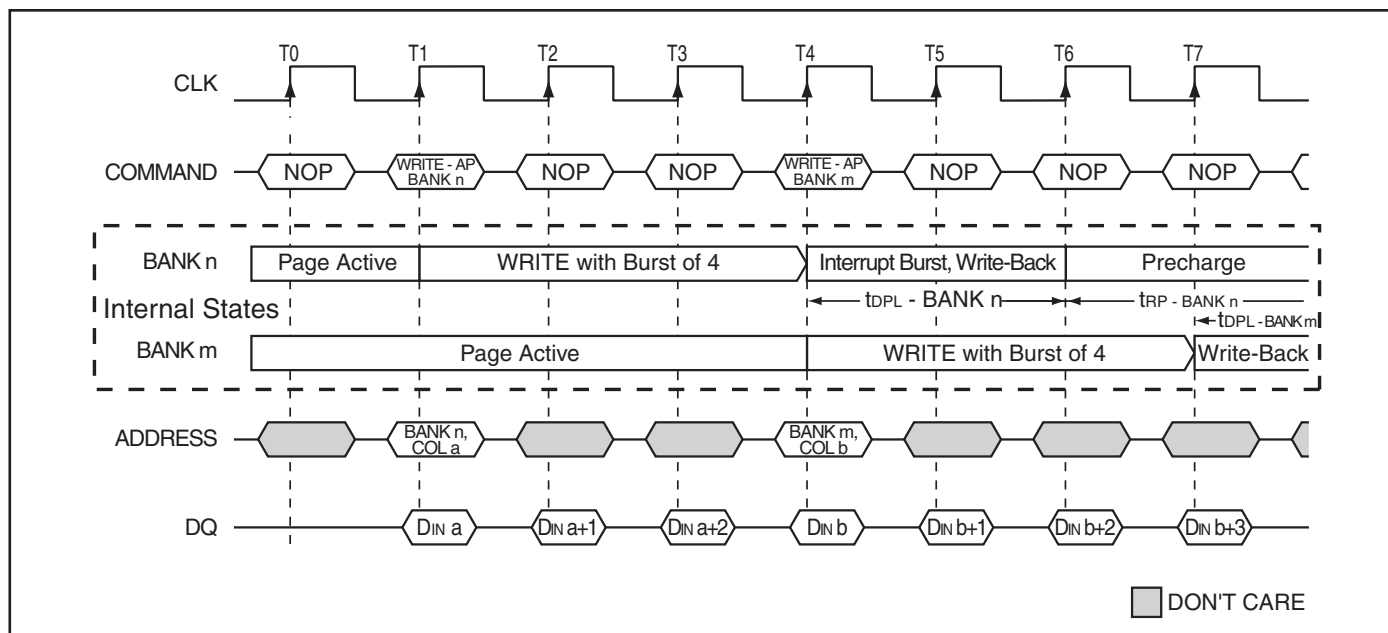 T0 T1 T2 T3 T4 T5 T6 T7
CLK
COMMAND NOP WRITE - AP BANK n NOP NOP WRITE - AP BANK m NOP NOP NOP
BANK n Page Active WRITE with Burst of 4 Interrupt Burst, Write-Back Precharge
tDPL - BANK n tRP - BANK n
Internal States
tDPL - BANK m
BANK m Page Active WRITE with Burst of 4 Write-Back
ADDRESS BANK n, COL a BANK m, COL b
DQ DIN a DIN a+1 DIN a+2 DIN b DIN b+1 DIN b+2 DIN b+3
DON'T CARE